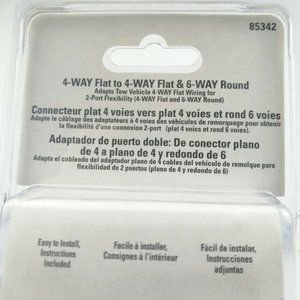 85342
4-WAY Flat to 4-WAY Flat & 6-WAY Round
Adapts Tow Vehicle 4-WAY Flat Wiring for
2-Port Flexibility (4-WAY Flat and 6-WAY Round)
Connecteur plat 4 voies vers plat 4 voies et rond 6 voies
Adapte le câblage des adaptateurs à 4 voies des véhicules de remorquage pour obtenir
la flexibilité d'une connexion 2-port (plat 4 voies et rond 6 voies)
Adaptador de puerto doble: De conector plano
de 4 a plano de 4 y redondo de 6
Adapta el cableado del adaptador plano de 4 cables del vehículo de remolque para
flexibilidad de 2 puertos (plano de 4 y redondo de 6)
Easy to Install,
Instructions
Included
Facile à installer,
Consignes à l'intérieur
Fácil de instalar,
Instrucciones
adjuntas